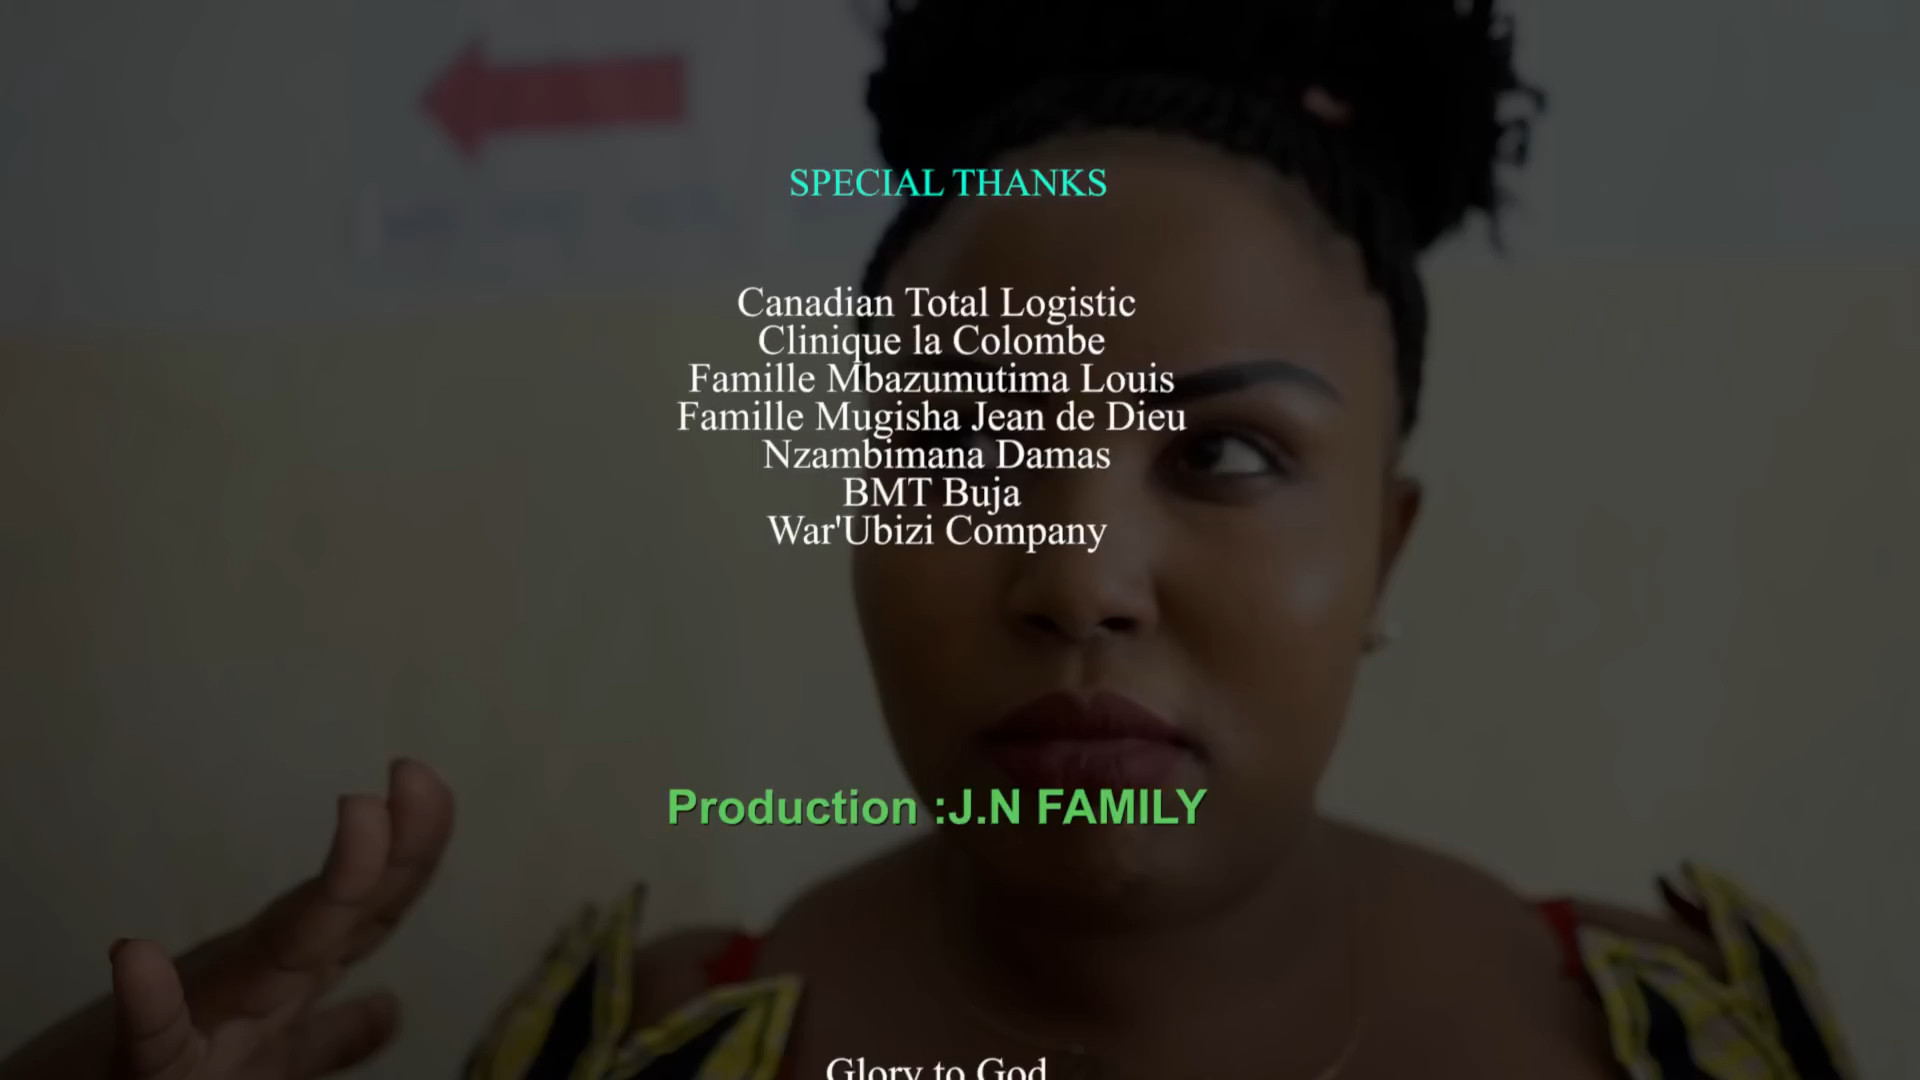 SPECIAL THANKS
Canadian Total Logistic
Clinique la Colombe
Famille Mbazumutima Louis
Famille Mugisha Jean de Dieu
Nzambimana Damas
BMT Buja
War'Ubizi Company
Production :J.N FAMILY
Glory to God